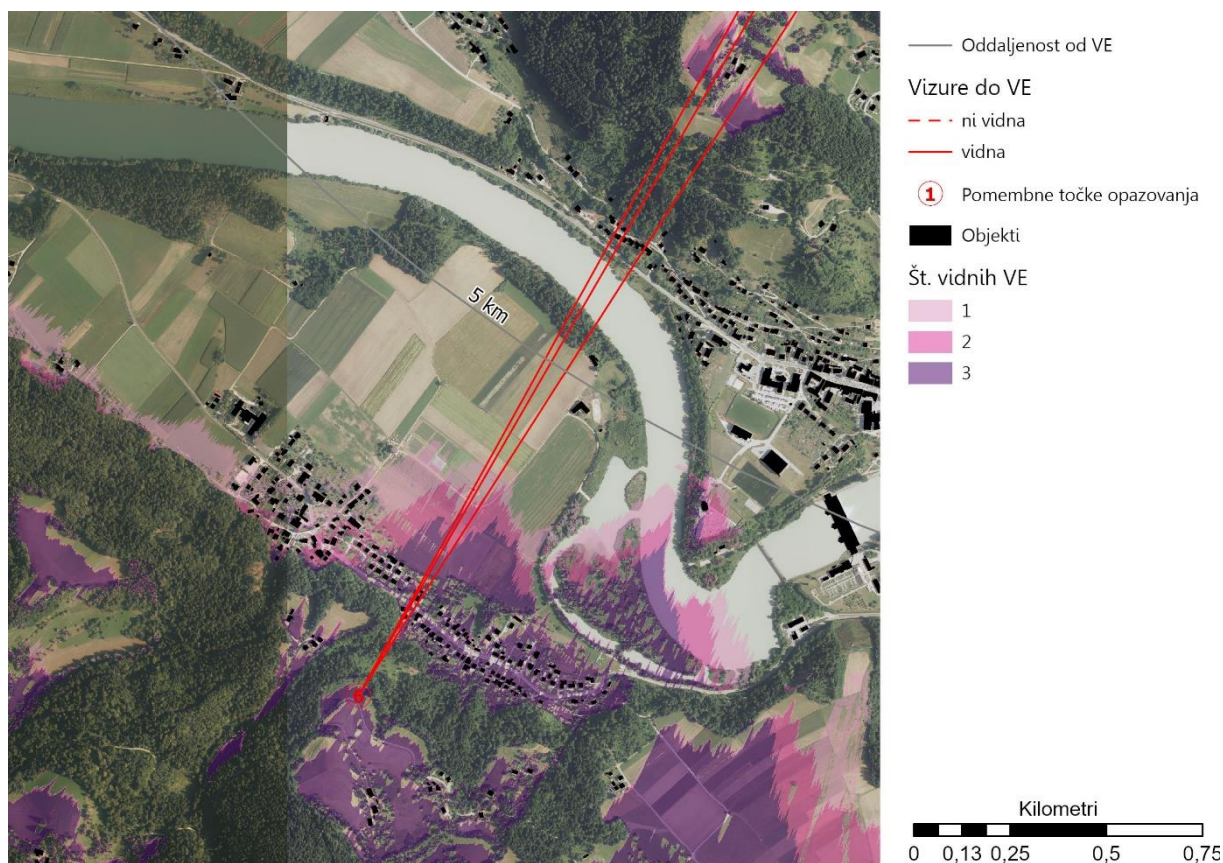 5 km
6
Oddaljenost od VE
Vizure do VE
ni vidna
vidna
1 Pomembne točke opazovanja
Objekti
Št. vidnih VE
1
2
3
Kilometri
0 0,13 0,25 0,5 0,75